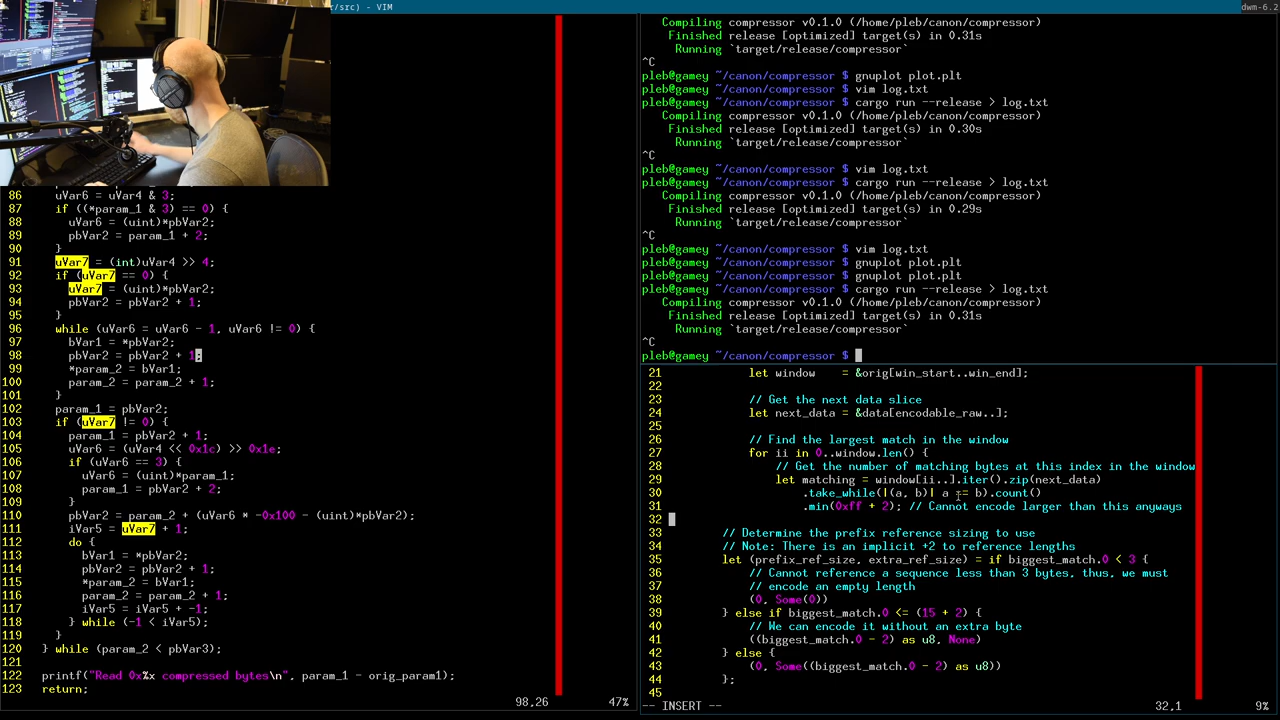 r/src) - VIM
dwm-6.2
86 uVar6 = uVar4 & 3;
87 if ((*param_1 & 3) == 0) {
88 uVar6 = (uint)*pbVar2;
89 pbVar2 = param_1 + 2;
90 }
91 uVar7 = (int)uVar4 >> 4;
92 if (uVar7 == 0) {
93 uVar7 = (uint)*pbVar2;
94 pbVar2 = pbVar2 + 1;
95 }
96 while (uVar6 = uVar6 - 1, uVar6 != 0) {
97 bVar1 = *pbVar2;
98 pbVar2 = pbVar2 + 1;
99 *param_2 = bVar1;
100 param_2 = param_2 + 1;
101 }
102 param_1 = pbVar2;
103 if (uVar7 != 0) {
104 param_1 = pbVar2 + 1;
105 uVar6 = (uVar4 << 0x1c) >> 0x1e;
106 if (uVar6 == 3) {
107 uVar6 = (uint)*param_1;
108 param_1 = pbVar2 + 2;
109 }
110 pbVar2 = param_2 + (uVar6 * -0x100 - (uint)*pbVar2);
111 iVar5 = uVar7 + 1;
112 do {
113 bVar1 = *pbVar2;
114 pbVar2 = pbVar2 + 1;
115 *param_2 = bVar1;
116 param_2 = param_2 + 1;
117 iVar5 = iVar5 + -1;
118 } while (-1 < iVar5);
119 }
120 } while (param_2 < pbVar3);
121
122 printf("Read 0x%x compressed bytes\n", param_1 - orig_param1);
123 return;
98,26 47%
Compiling compressor v0.1.0 (/home/pleb/canon/compressor)
Finished release [optimized] target(s) in 0.31s
Running `target/release/compressor`
^C
pleb@gamey ~/canon/compressor $ gnuplot plot.plt
pleb@gamey ~/canon/compressor $ vim log.txt
pleb@gamey ~/canon/compressor $ cargo run --release > log.txt
Compiling compressor v0.1.0 (/home/pleb/canon/compressor)
Finished release [optimized] target(s) in 0.30s
Running `target/release/compressor`
^C
pleb@gamey ~/canon/compressor $ vim log.txt
pleb@gamey ~/canon/compressor $ cargo run --release > log.txt
Compiling compressor v0.1.0 (/home/pleb/canon/compressor)
Finished release [optimized] target(s) in 0.29s
Running `target/release/compressor`
^C
pleb@gamey ~/canon/compressor $ vim log.txt
pleb@gamey ~/canon/compressor $ gnuplot plot.plt
pleb@gamey ~/canon/compressor $ gnuplot plot.plt
pleb@gamey ~/canon/compressor $ cargo run --release > log.txt
Compiling compressor v0.1.0 (/home/pleb/canon/compressor)
Finished release [optimized] target(s) in 0.31s
Running `target/release/compressor`
^C
pleb@gamey ~/canon/compressor $
21 let window = &orig[win_start..win_end];
22
23 // Get the next data slice
24 let next_data = &data[encodable_raw..];
25
26 // Find the largest match in the window
27 for ii in 0..window.len() {
28 // Get the number of matching bytes at this index in the window
29 let matching = window[ii..].iter().zip(next_data)
30 .take_while(|(a, b)| a == b).count()
31 .min(0xff + 2); // Cannot encode larger than this anyways
32
33 // Determine the prefix reference sizing to use
34 // Note: There is an implicit +2 to reference lengths
35 let (prefix_ref_size, extra_ref_size) = if biggest_match.0 < 3 {
36 // Cannot reference a sequence less than 3 bytes, thus, we must
37 // encode an empty length
38 (0, Some(0))
39 } else if biggest_match.0 <= (15 + 2) {
40 // We can encode it without an extra byte
41 ((biggest_match.0 - 2) as u8, None)
42 } else {
43 (0, Some((biggest_match.0 - 2) as u8))
44 };
45
-- INSERT -- 32,1 9%